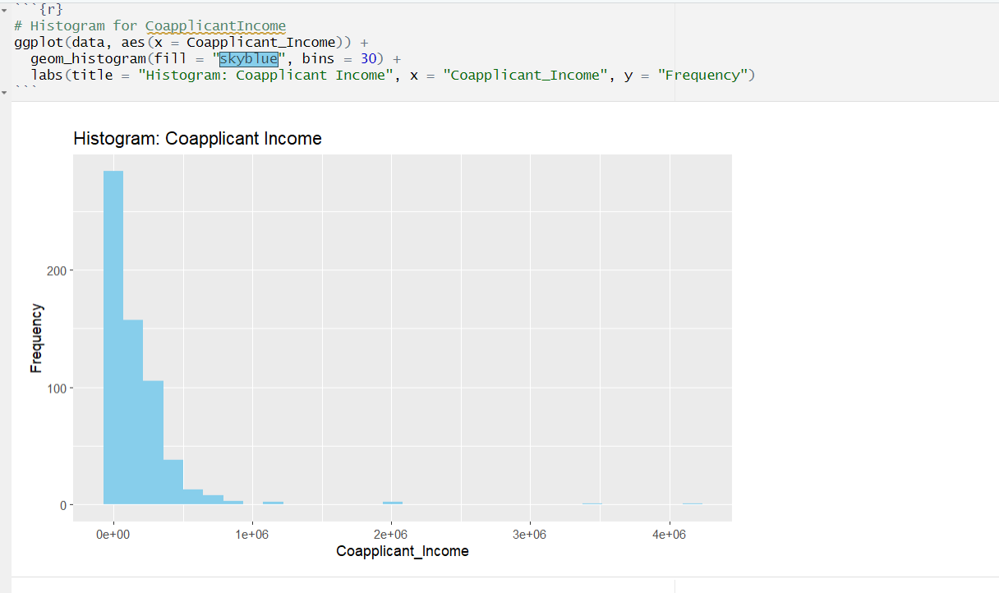 ```{r}
# Histogram for CoapplicantIncome
ggplot(data, aes(x = Coapplicant_Income)) +
  geom_histogram(fill = "skyblue", bins = 30) +
  labs(title = "Histogram: Coapplicant Income", x = "Coapplicant_Income", y = "Frequency")
```
Histogram: Coapplicant Income
Frequency
200
100
0
0e+00 1e+06 2e+06 3e+06 4e+06
Coapplicant_Income